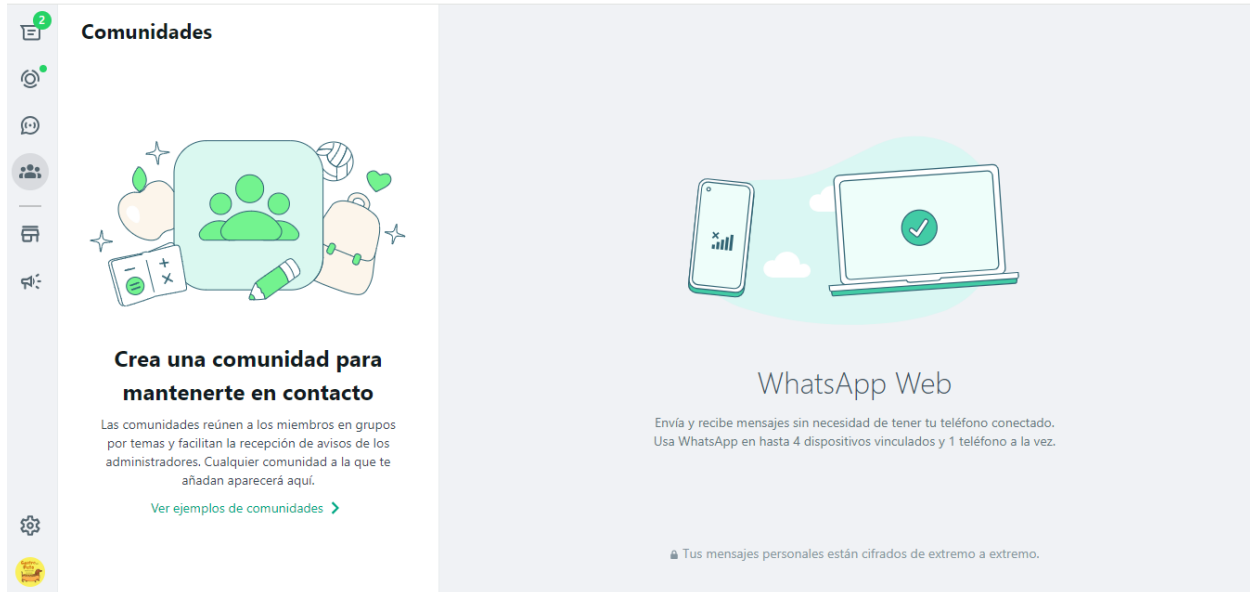 2
Comunidades
Crea una comunidad para
mantenerte en contacto
Las comunidades reúnen a los miembros en grupos
por temas y facilitan la recepción de avisos de los
administradores. Cualquier comunidad a la que te
añadan aparecerá aquí.
Ver ejemplos de comunidades
WhatsApp Web
Envía y recibe mensajes sin necesidad de tener tu teléfono conectado.
Usa WhatsApp en hasta 4 dispositivos vinculados y 1 teléfono a la vez.
Tus mensajes personales están cifrados de extremo a extremo.